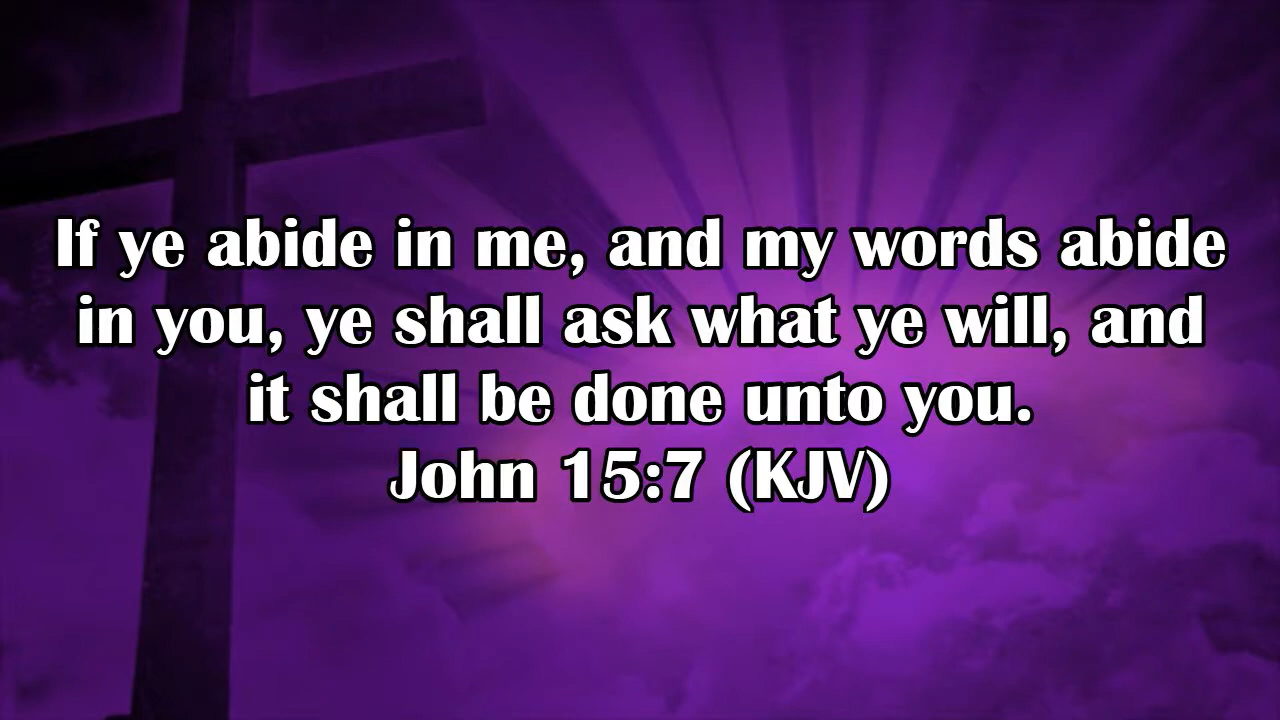 If ye abide in me, and my words abide
in you, ye shall ask what ye will, and
it shall be done unto you.
John 15:7 (KJV)